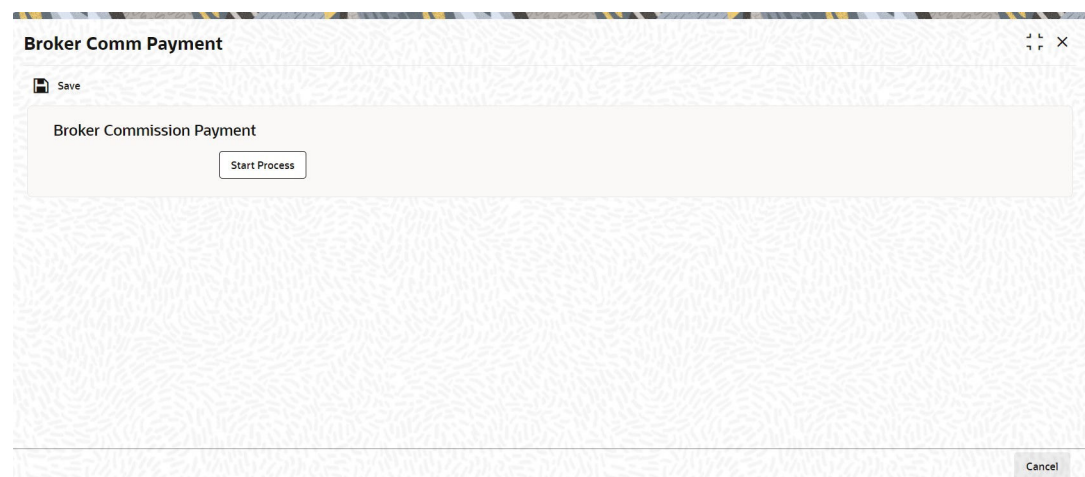 Broker Comm Payment
Save
Broker Commission Payment
Start Process
Cancel